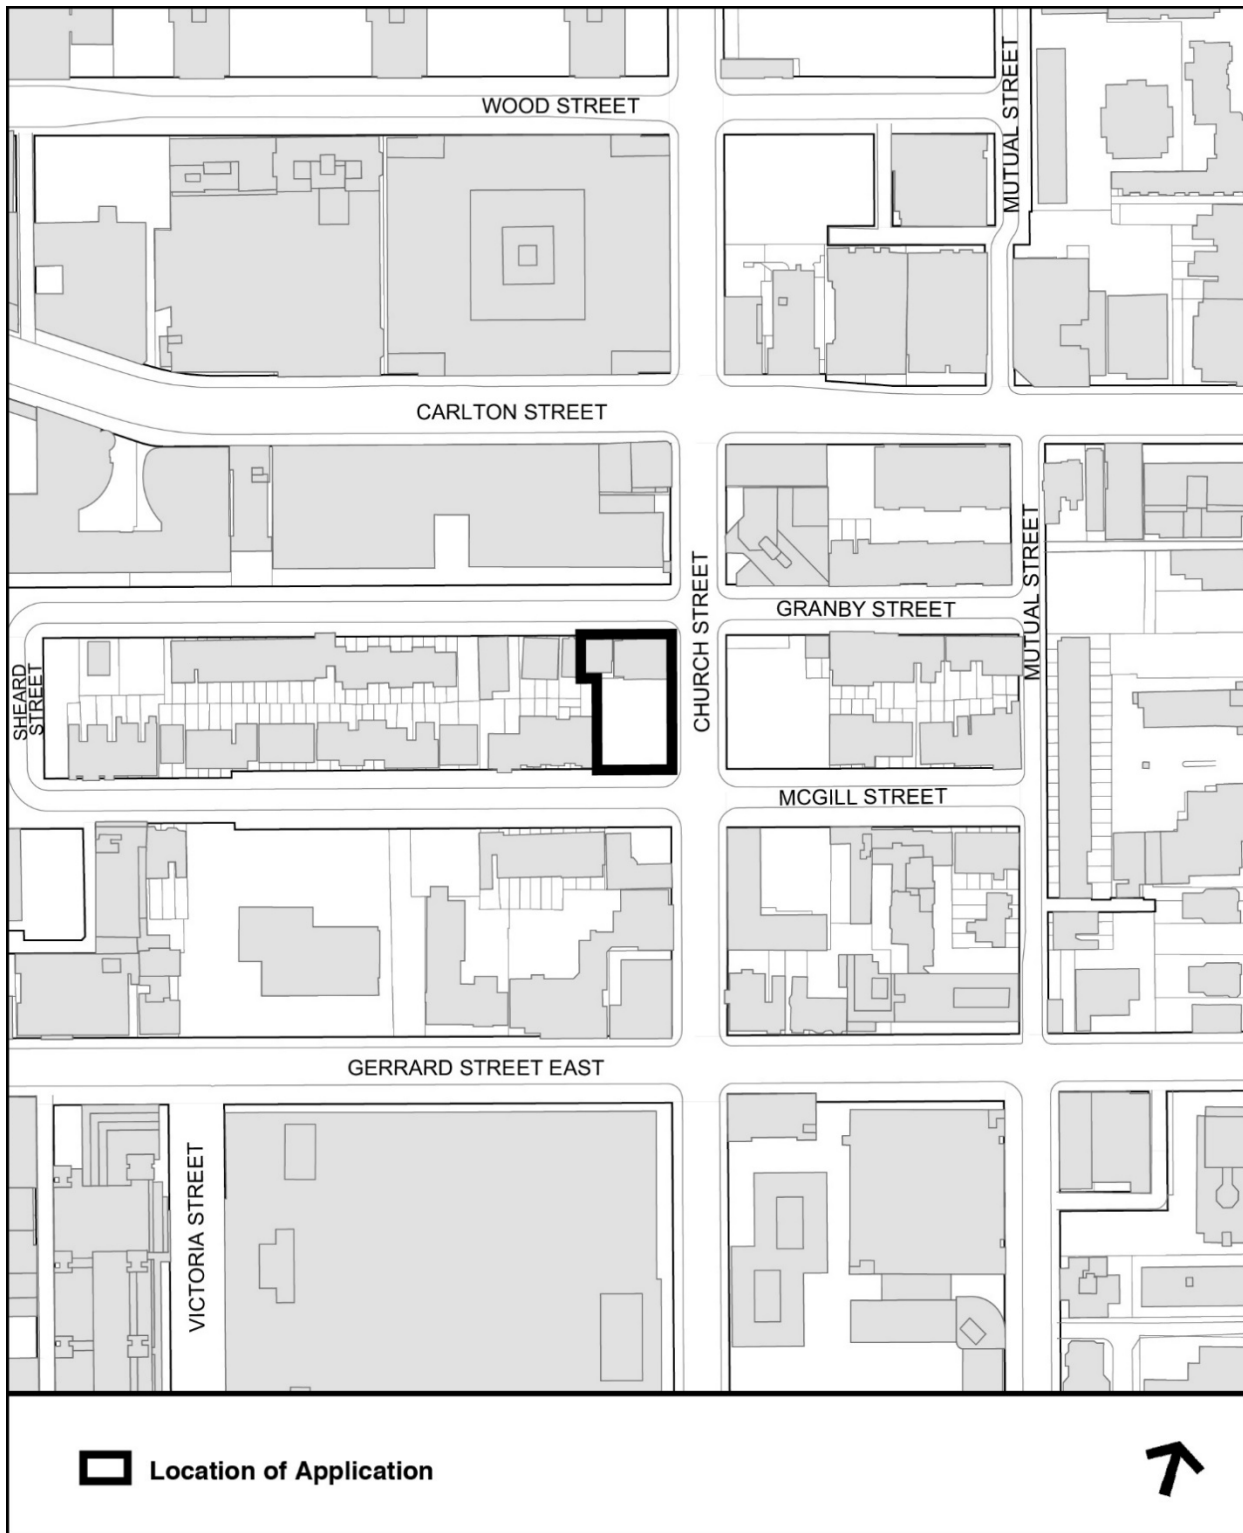 WOOD STREET
MUTUAL STREET
CARLTON STREET
CHURCH STREET
GRANBY STREET
MUTUAL STREET
SHEARD
STREET
MCGILL STREET
GERRARD STREET EAST
VICTORIA STREET
Location of Application